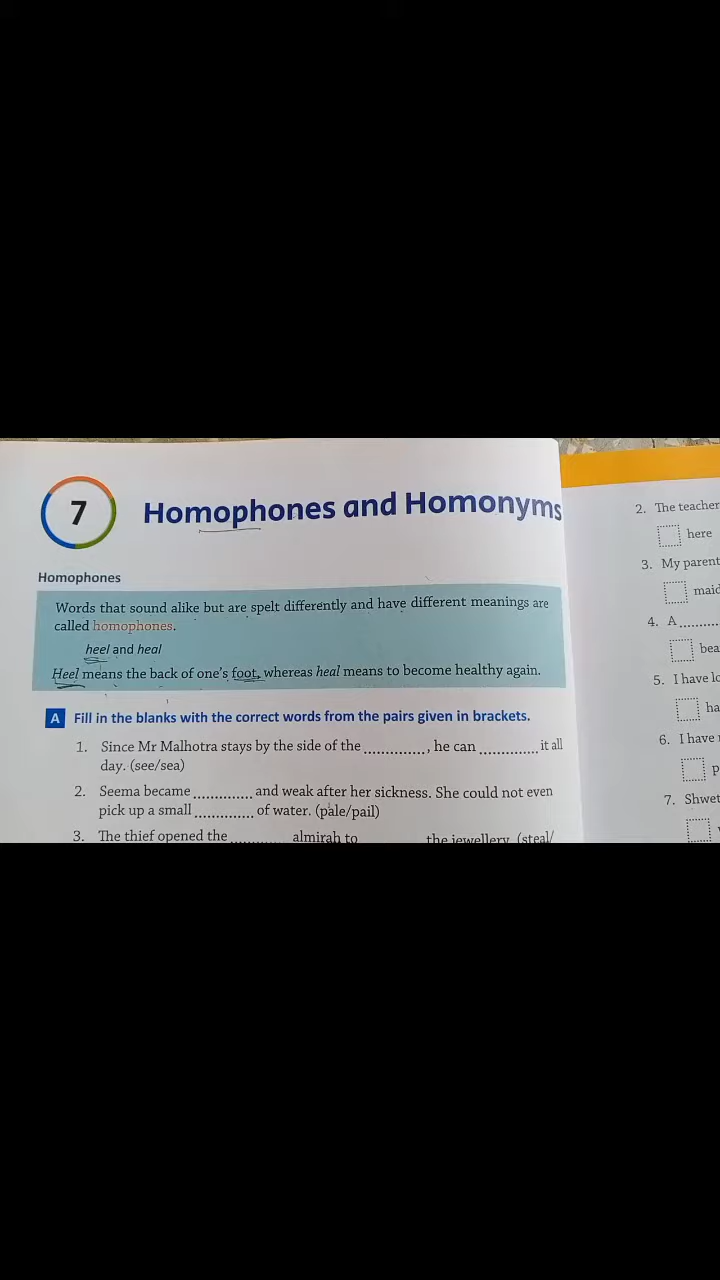 7
Homophones and Homonyms
Homophones
Words that sound alike but are spelt differently and have different meanings are
called homophones.
heel and heal
Heel means the back of one's foot, whereas heal means to become healthy again.
A Fill in the blanks with the correct words from the pairs given in brackets.
1. Since Mr Malhotra stays by the side of the ............., he can ............. it all
day. (see/sea)
2. Seema became ............. and weak after her sickness. She could not even
pick up a small ............. of water. (pale/pail)
3. The thief opened the ............. almirah to ............. the jewellery. (steal/
2. The teacher
here
3. My parent
maid
4. A .........
bea
5. I have lo
ha
6. I have
p
7. Shwet